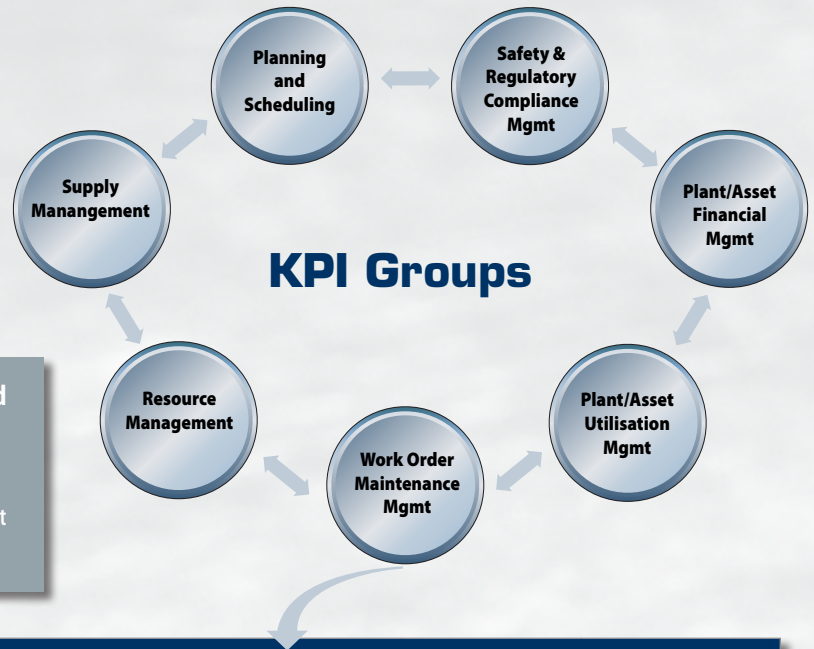 Planning
and
Scheduling
Safety &
Regulatory
Compliance
Mgmt
Supply
Manangement
Plant/Asset
Financial
Mgmt
KPI Groups
Resource
Management
Plant/Asset
Utilisation
Mgmt
Work Order
Maintenance
Mgmt